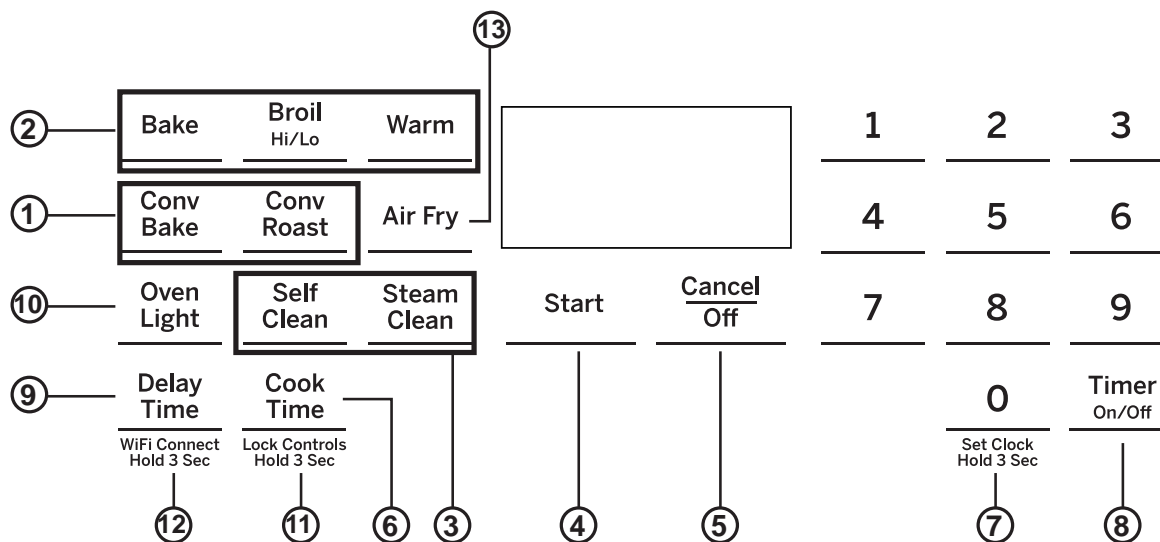 13
2
Bake
Broil
Hi/Lo
Warm
1
2
3
1
Conv
Bake
Conv
Roast
Air Fry
4
5
6
10
Oven
Light
Self
Clean
Steam
Clean
Start
Cancel
Off
7
8
9
9
Delay
Time
WiFi Connect
Hold 3 Sec
Cook
Time
Lock Controls
Hold 3 Sec
0
Set Clock
Hold 3 Sec
Timer
On/Off
12
11
6
3
4
5
7
8